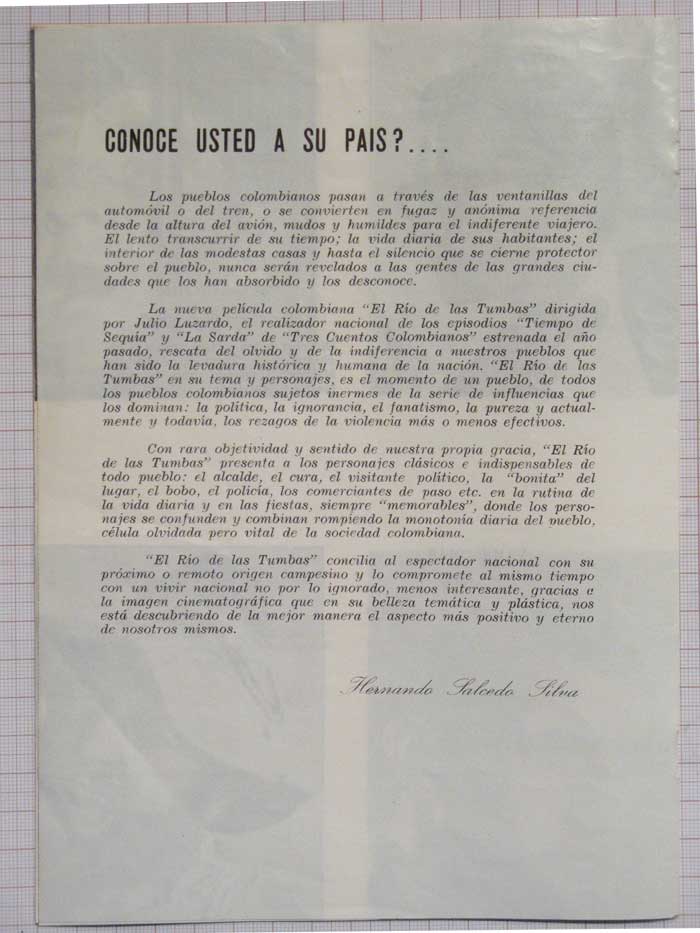 CONOCE USTED A SU PAIS?....
Los pueblos colombianos pasan a través de las ventanillas del
automóvil o del tren, o se convierten en fugaz y anónima referencia
desde la altura del avión, mudos y humildes para el indiferente viajero.
El lento transcurrir de su tiempo; la vida diaria de sus habitantes; el
interior de las modestas casas y hasta el silencio que se cierne protector
sobre el pueblo, nunca serán revelados a las gentes de las grandes ciu-
dades que los han absorbido y los desconoce.
La nueva película colombiana "El Río de las Tumbas" dirigida
por Julio Luzardo, el realizador nacional de los episodios "Tiempo de
Sequía" y "La Sarda" de "Tres Cuentos Colombianos" estrenada el año
pasado, rescata del olvido y de la indiferencia a nuestros pueblos que
han sido la levadura histórica y humana de la nación. "El Río de las
Tumbas" en su tema y personajes, es el momento de un pueblo, de todos
los pueblos colombianos sujetos inermes de la serie de influencias que
los dominan: la política, la ignorancia, el fanatismo, la pureza y actual-
mente y todavía, los rezagos de la violencia más o menos efectivos.
Con rara objetividad y sentido de nuestra propia gracia, "El Río
de las Tumbas" presenta a los personajes clásicos e indispensables de
todo pueblo: el alcalde, el cura, el visitante político, la "bonita" del
lugar, el bobo, el policía, los comerciantes de paso etc. en la rutina de
la vida diaria y en las fiestas, siempre "memorables", donde los perso-
najes se confunden y combinan rompiendo la monotonía diaria del pueblo,
célula olvidada pero vital de la sociedad colombiana.
"El Río de las Tumbas" concilia al espectador nacional con su
próximo o remoto origen campesino y lo compromete al mismo tiempo
con un vivir nacional no por lo ignorado, menos interesante, gracias a
la imagen cinematográfica que en su belleza temática y plástica, nos
está descubriendo de la mejor manera el aspecto más positivo y eterno
de nosotros mismos.
Hernando Salcedo Silva